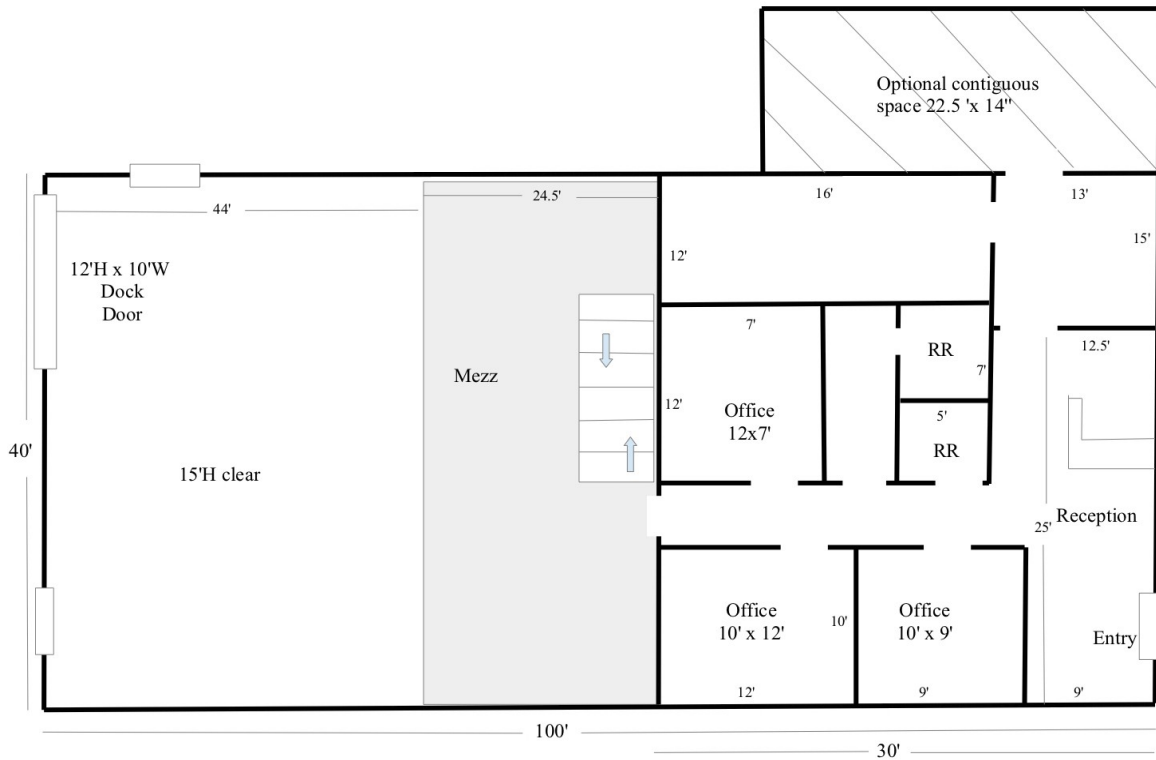 Optional contiguous
space 22.5 'x 14"
44'
24.5'
16'
13'
12'
15'
12'H x 10'W
Dock
Door
7'
12.5'
RR
7'
Mezz
12'
Office
12x7'
5'
RR
40'
15'H clear
25'
Reception
Office
10' x 12'
10'
Office
10' x 9'
Entry
12'
9'
9'
100'
30'